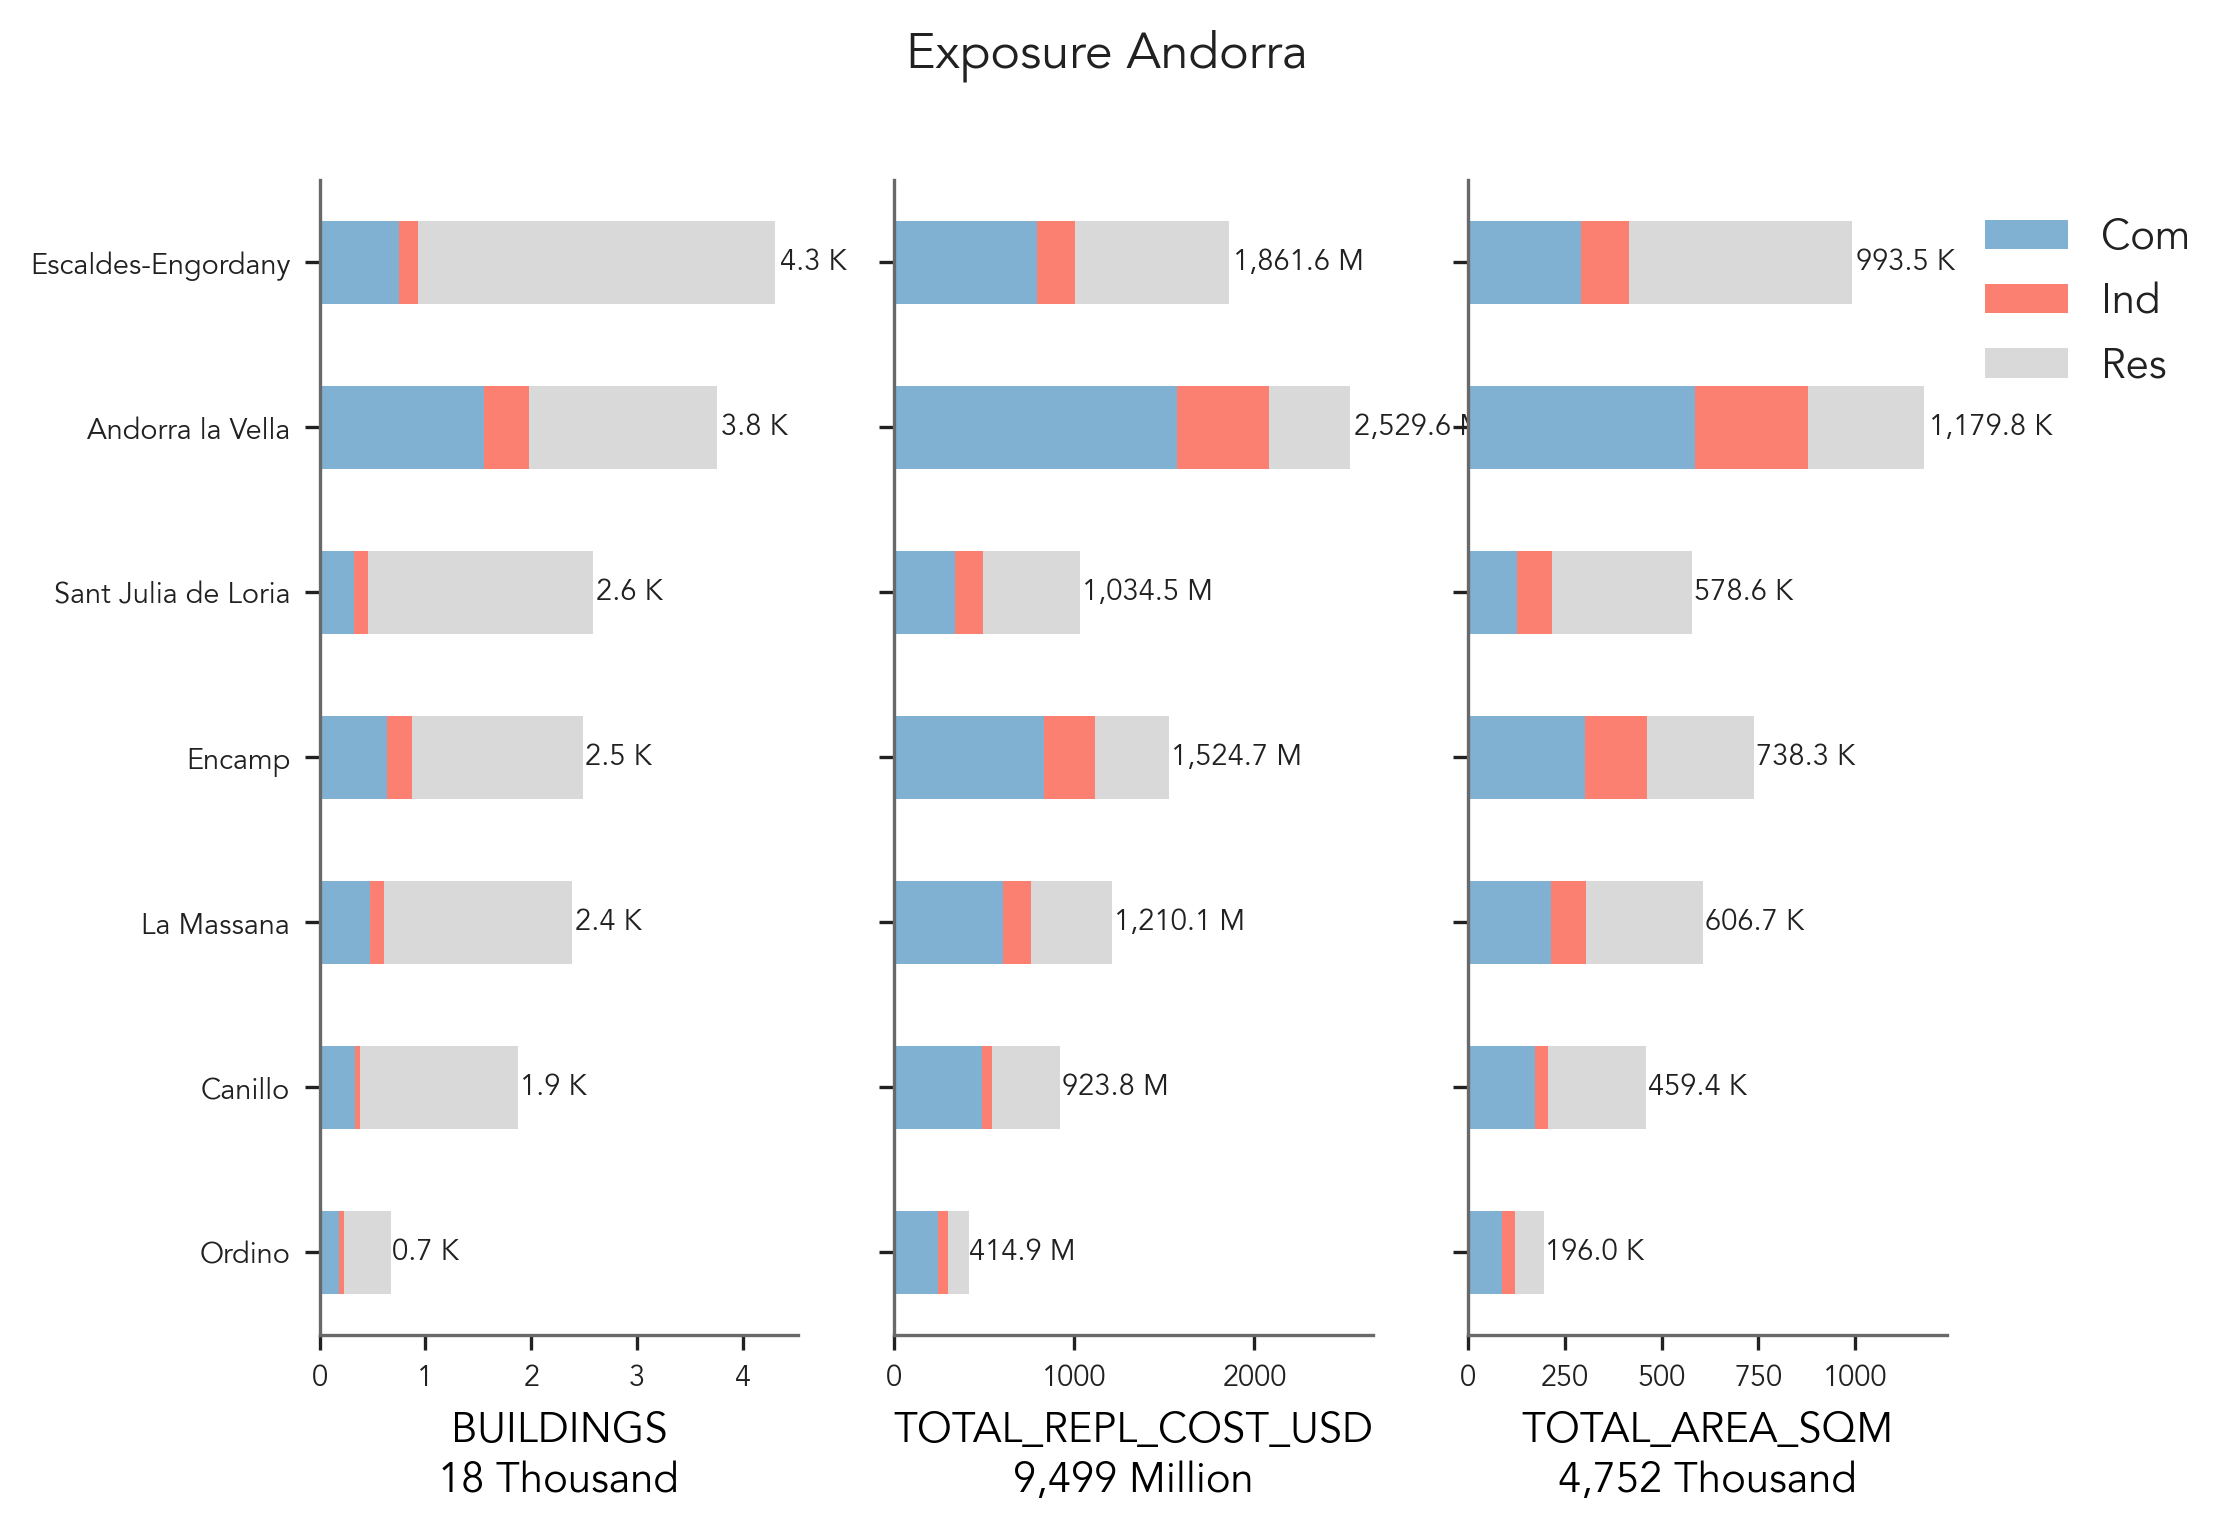 Exposure Andorra
Escaldes-Engordany
Andorra la Vella
Sant Julia de Loria
Encamp
La Massana
Canillo
Ordino
4.3 K
3.8 K
2.6 K
2.5 K
2.4 K
1.9 K
0.7 K
0 1 2 3 4
BUILDINGS
18 Thousand
1,861.6 M
2,529.6 M
1,034.5 M
1,524.7 M
1,210.1 M
923.8 M
414.9 M
0 1000 2000
TOTAL_REPL_COST_USD
9,499 Million
993.5 K
1,179.8 K
578.6 K
738.3 K
606.7 K
459.4 K
196.0 K
0 250 500 750 1000
TOTAL_AREA_SQM
4,752 Thousand
Com
Ind
Res